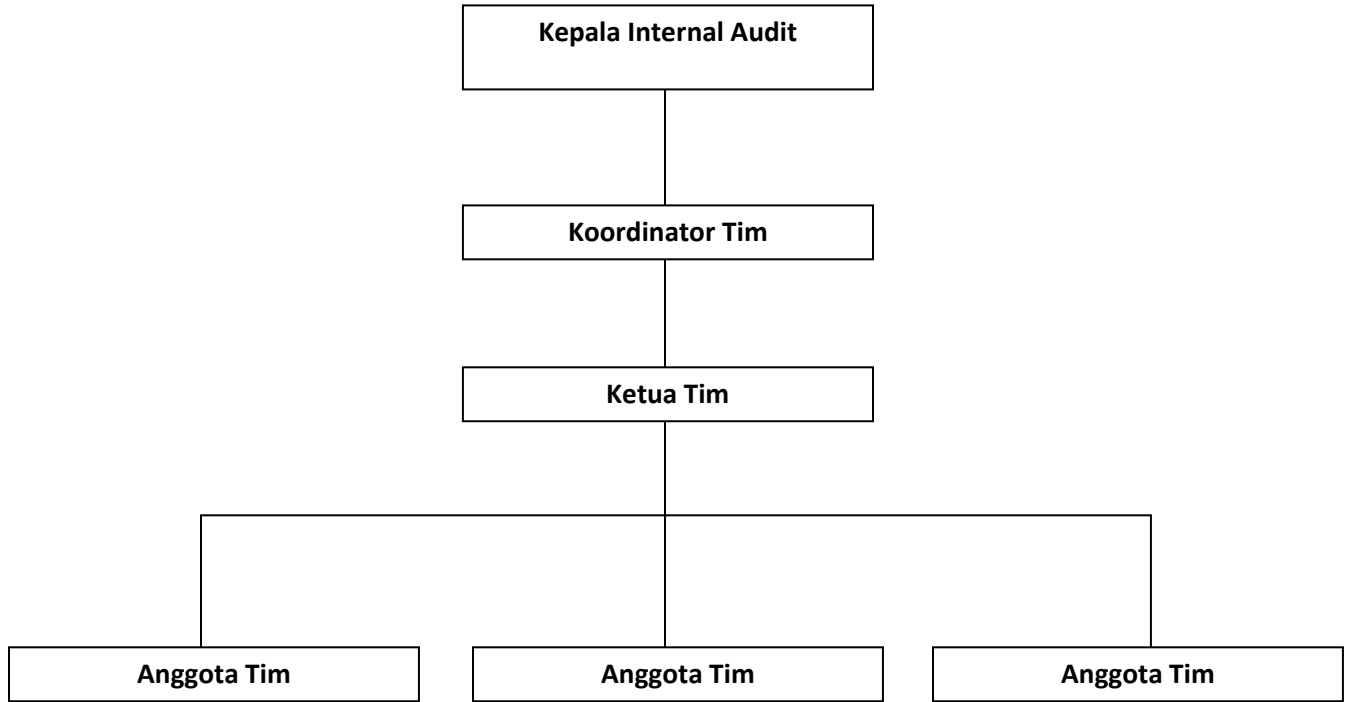 Kepala Internal Audit
Koordinator Tim
Ketua Tim
Anggota Tim
Anggota Tim
Anggota Tim